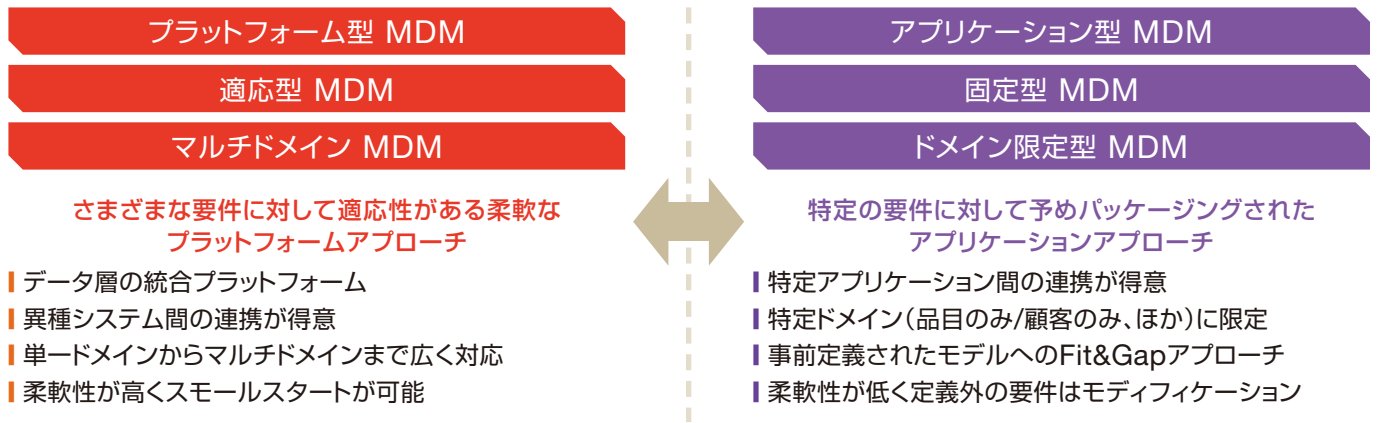 プラットフォーム型 MDM
適応型 MDM
マルチドメイン MDM
さまざまな要件に対して適応性がある柔軟な
プラットフォームアプローチ
データ層の統合プラットフォーム
異種システム間の連携が得意
単一ドメインからマルチドメインまで広く対応
柔軟性が高くスモールスタートが可能
アプリケーション型 MDM
固定型 MDM
ドメイン限定型 MDM
特定の要件に対して予めパッケージングされた
アプリケーションアプローチ
特定アプリケーション間の連携が得意
特定ドメイン(品目のみ/顧客のみ、ほか)に限定
事前定義されたモデルへのFit&Gapアプローチ
柔軟性が低く定義外の要件はモディフィケーション